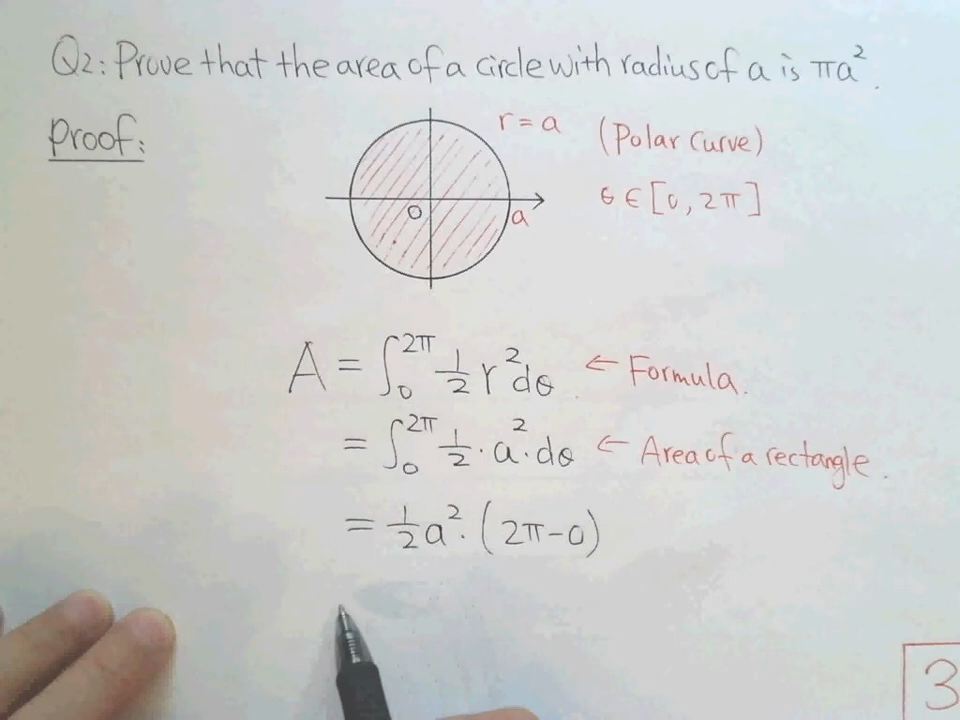 Q2: Prove that the area of a circle with radius of a is πa².
Proof:
r = a (Polar Curve)
θ ∈ [0, 2π]
O
a
A = ∫₀^2π 1/2 r² dθ ← Formula.
= ∫₀^2π 1/2 · a² · dθ ← Area of a rectangle.
= 1/2 a² · (2π-0)
3